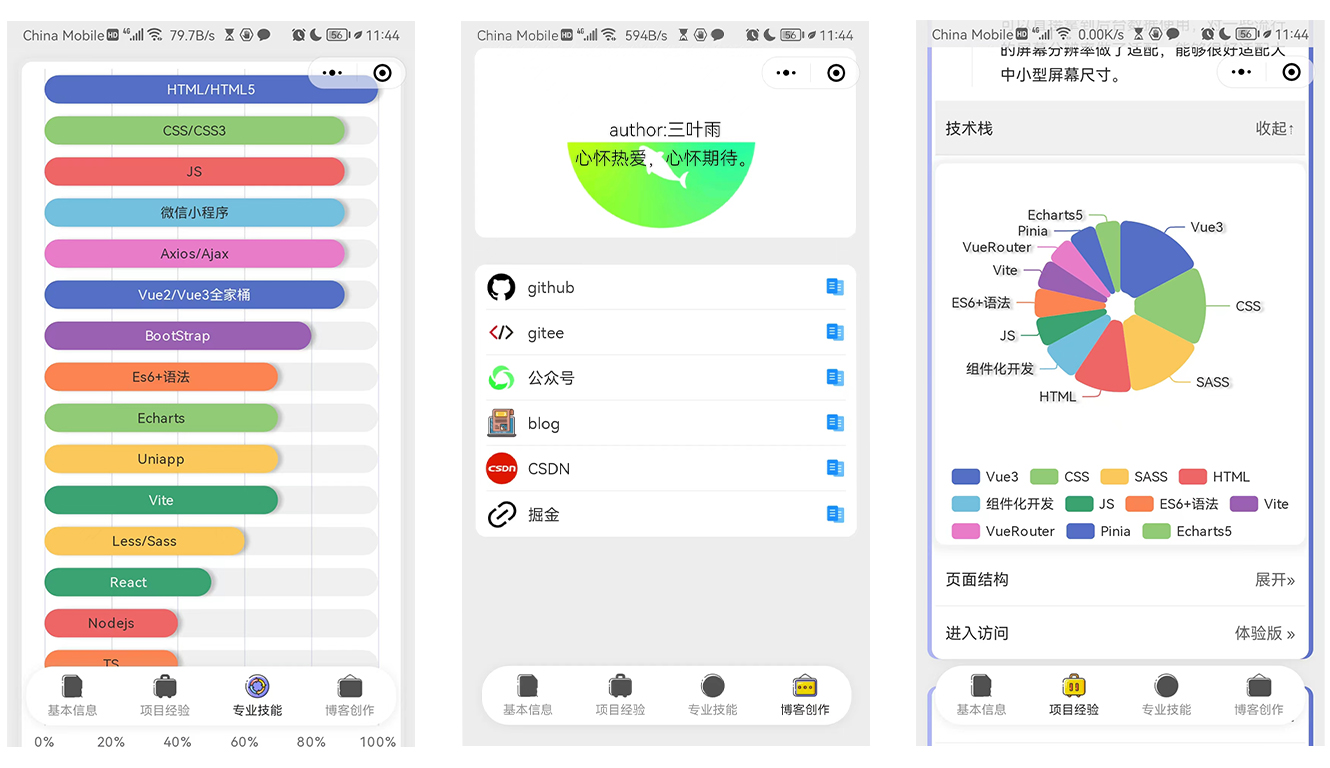 China Mobile HD 4G 79.7B/s 56 11:44
HTML/HTML5
CSS/CSS3
JS
微信小程序
Axios/Ajax
Vue2/Vue3全家桶
BootStrap
Es6+语法
Echarts
Uniapp
Vite
Less/Sass
React
Nodejs
TS
基本信息 项目经验 专业技能 博客创作
0% 20% 40% 60% 80% 100%
China Mobile HD 4G 594B/s 56 11:44
author:三叶雨
心怀热爱，心怀期待。
github
gitee
公众号
blog
CSDN
CSDN
掘金
基本信息 项目经验 专业技能 博客创作
China Mobile HD 4G 0.00K/s 56 11:44
的屏幕分辨率做了适配，能够很好适配大
中小型屏幕尺寸。
技术栈 收起↑
Echarts5
Pinia
VueRouter
Vite
ES6+语法
JS
组件化开发
HTML
Vue3
CSS
SASS
Vue3 CSS SASS HTML
组件化开发 JS ES6+语法 Vite
VueRouter Pinia Echarts5
页面结构 展开»
进入访问 体验版 »
基本信息 项目经验 专业技能 博客创作